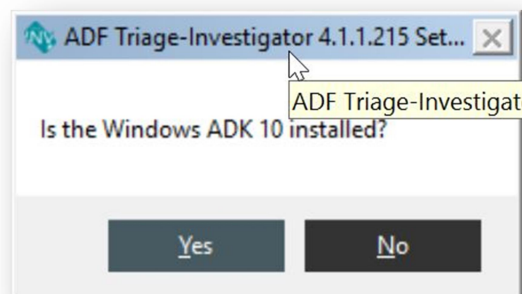 ADF Triage-Investigator 4.1.1.215 Set...
ADF Triage-Investigat
Is the Windows ADK 10 installed?
Yes
No